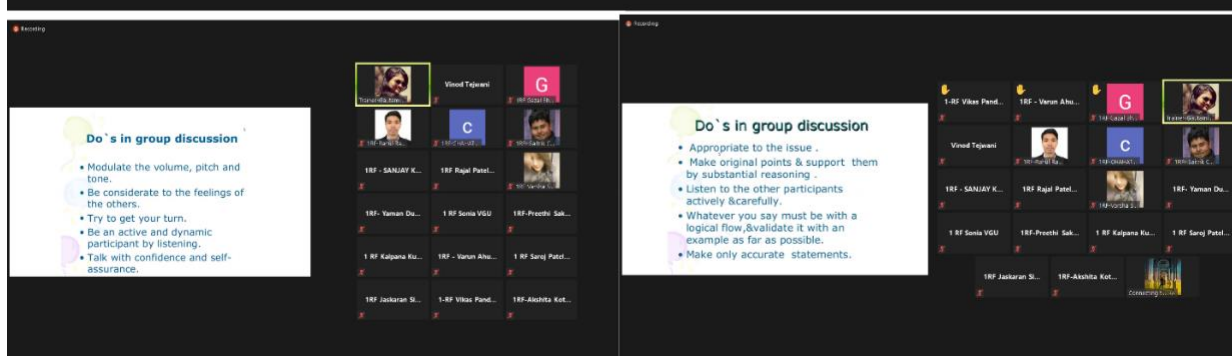 Recording
Do`s in group discussion
• Modulate the volume, pitch and
tone.
• Be considerate to the feelings of
the others.
• Try to get your turn.
• Be an active and dynamic
participant by listening.
• Talk with confidence and self-
assurance.
Vinod Tejwani
G
C
1RF - SANJAY K...
1RF Rajal Patel...
1RF- Yaman Du...
1 RF Sonia VGU
1RF-Preethi Sak...
1 RF Kalpana Ku...
1RF - Varun Ahu...
1 RF Saroj Patel...
1RF Jaskaran Si...
1-RF Vikas Pand...
1RF-Akshita Kot...
Recording
Do`s in group discussion
• Appropriate to the issue .
• Make original points & support them
by substantial reasoning .
• Listen to the other participants
actively &carefully.
• Whatever you say must be with a
logical flow,&validate it with an
example as far as possible.
• Make only accurate statements.
1-RF Vikas Pand...
1RF - Varun Ahu...
G
Vinod Tejwani
C
1RF - SANJAY K...
1RF Rajal Patel...
1RF- Yaman Du...
1 RF Sonia VGU
1RF-Preethi Sak...
1 RF Kalpana Ku...
1 RF Saroj Patel...
1RF Jaskaran Si...
1RF-Akshita Kot...